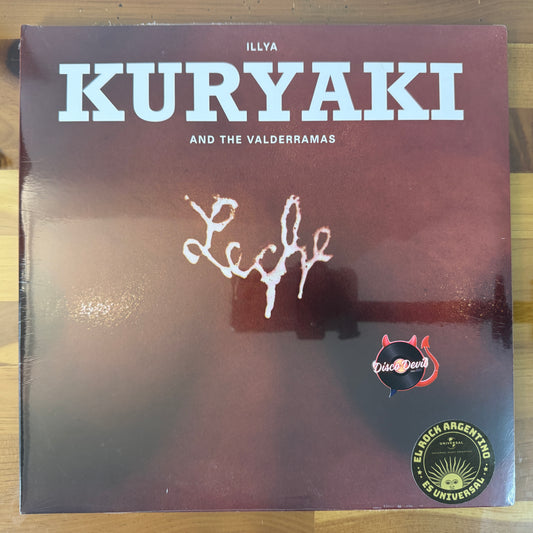 ILLYA
KURYAKI
AND THE VALDERRAMAS
Leche
Disco Devil
EL ROCK ARGENTINO
UNIVERSAL
ES UNIVERSAL